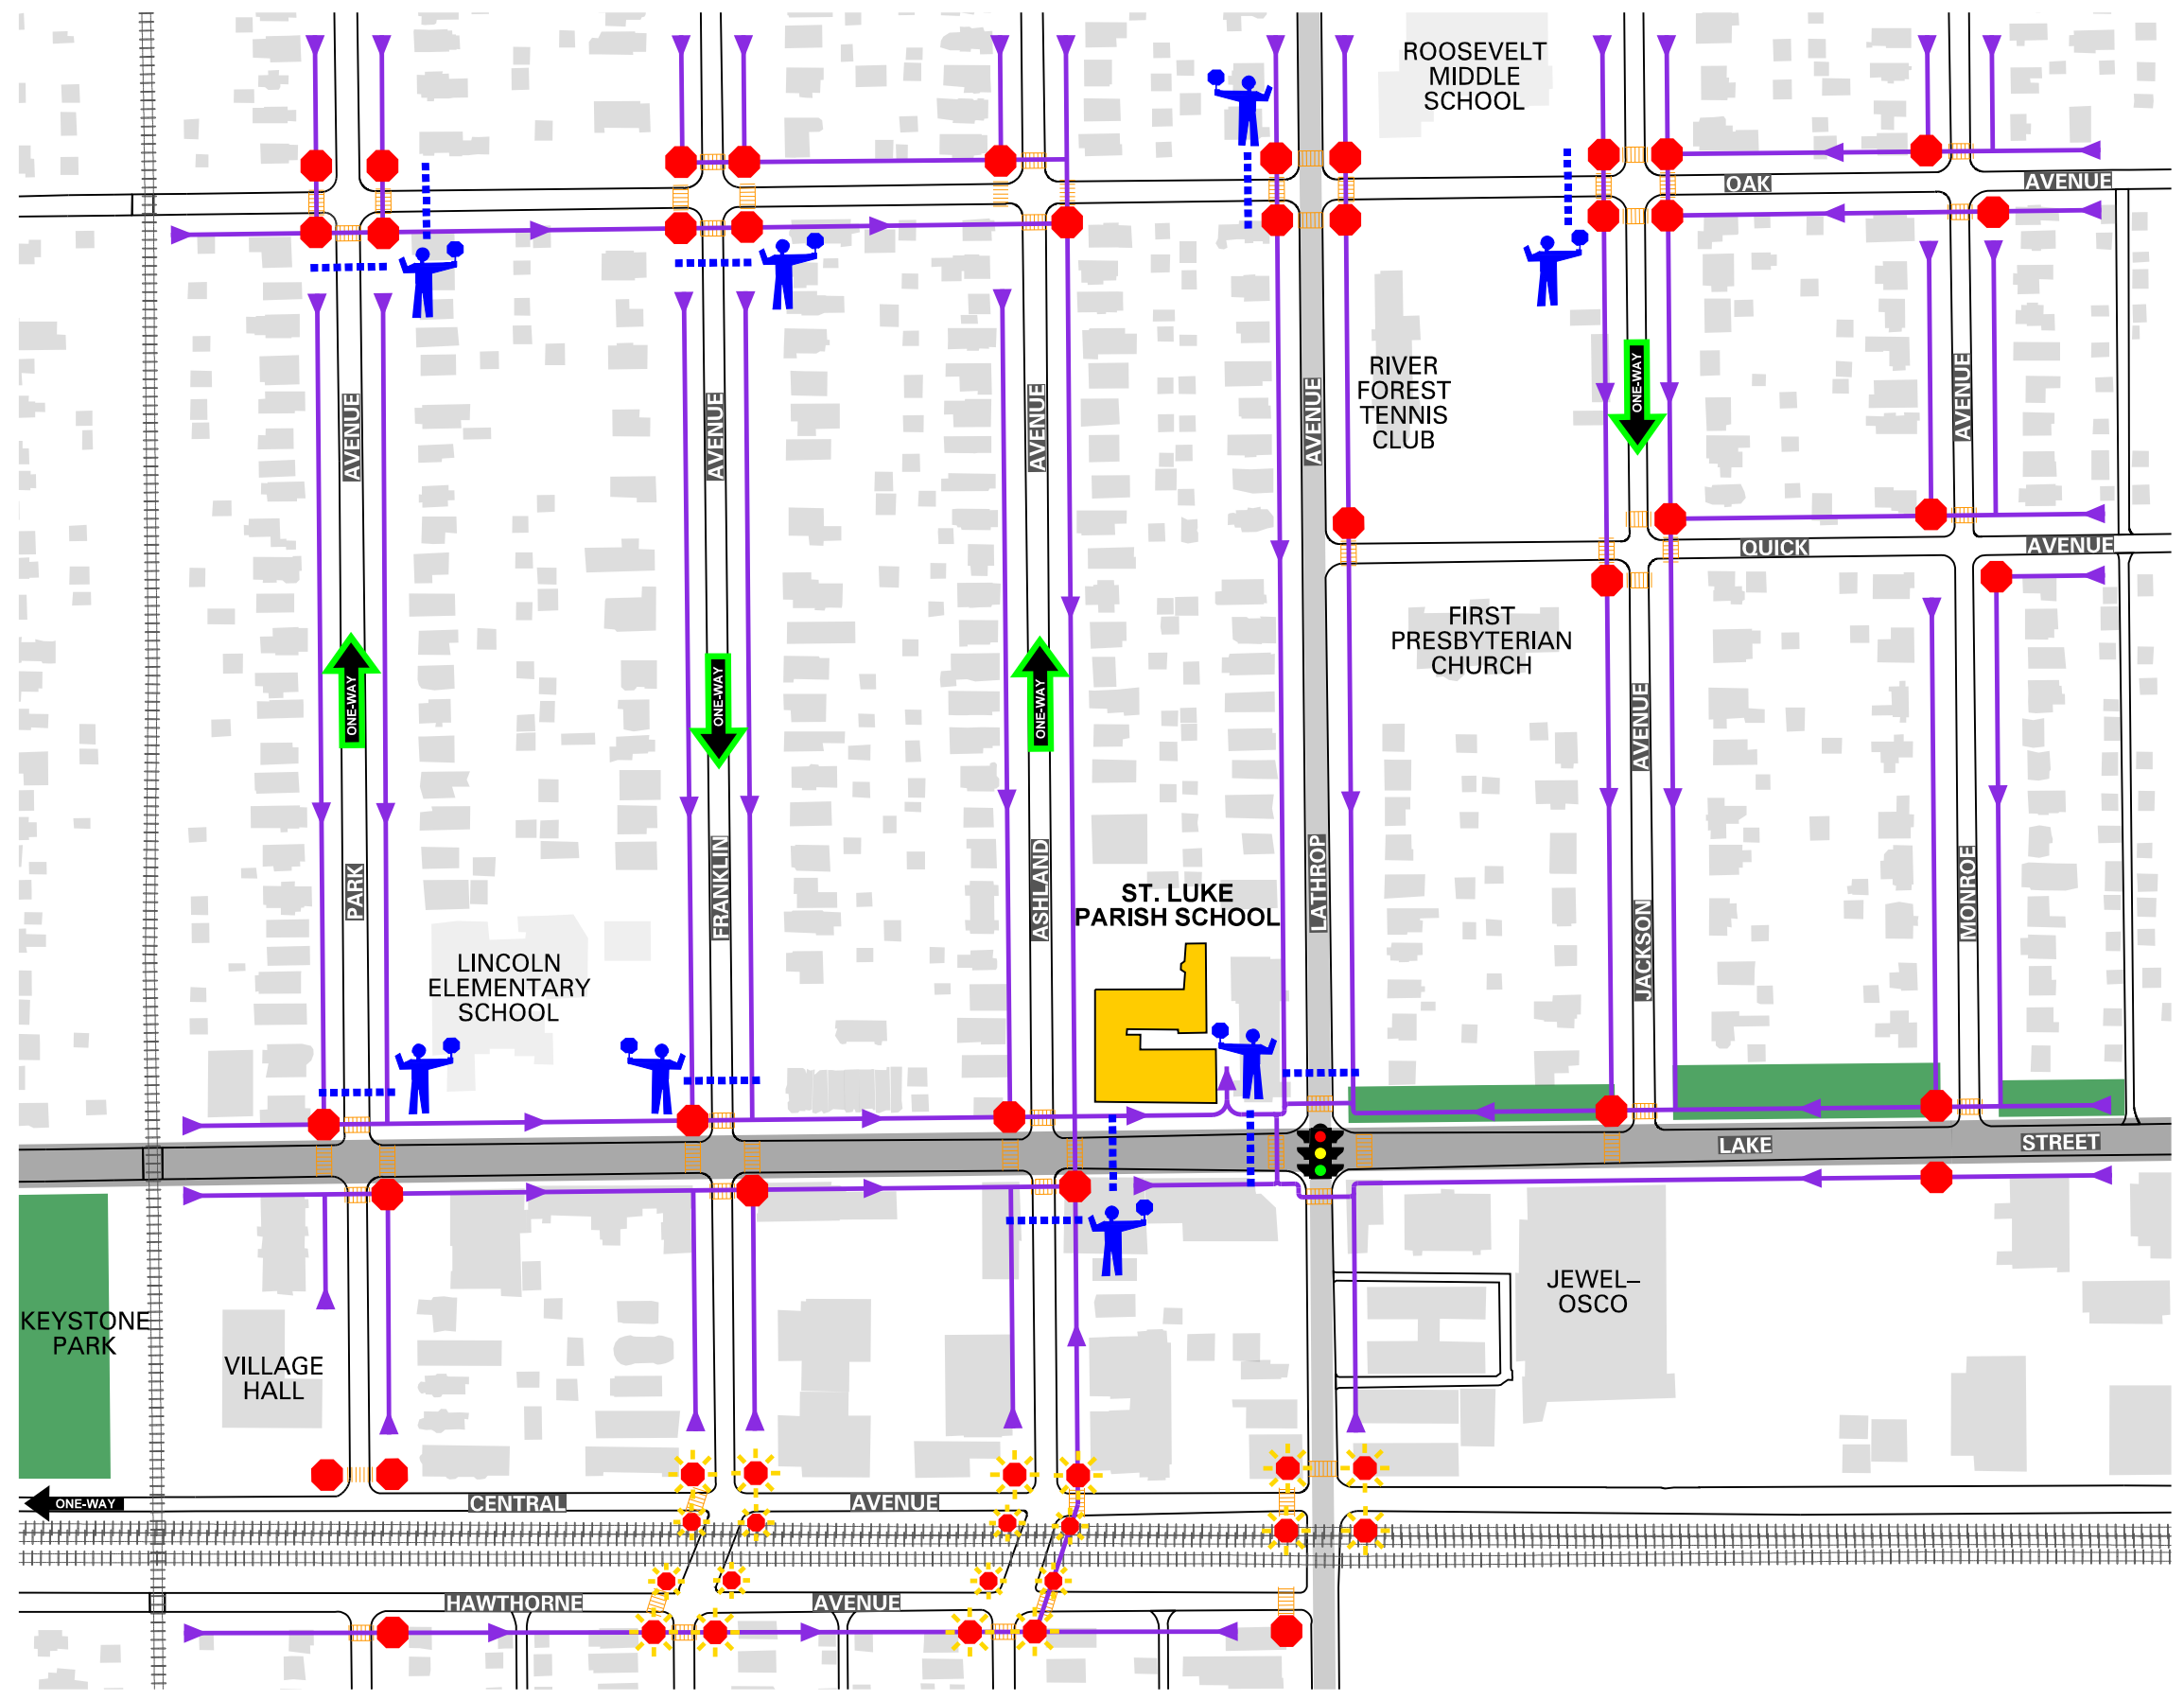 ROOSEVELT
MIDDLE
SCHOOL
OAK
AVENUE
RIVER
FOREST
TENNIS
CLUB
ONE-WAY
AVENUE
AVENUE
AVENUE
AVENUE
AVENUE
QUICK
AVENUE
FIRST
PRESBYTERIAN
CHURCH
ONE-WAY
ONE-WAY
ONE-WAY
AVENUE
PARK
FRANKLIN
ASHLAND
LATHROP
JACKSON
MONROE
ST. LUKE
PARISH SCHOOL
LINCOLN
ELEMENTARY
SCHOOL
LAKE
STREET
KEYSTONE
PARK
VILLAGE
HALL
JEWEL–
OSCO
ONE-WAY
CENTRAL
AVENUE
HAWTHORNE
AVENUE